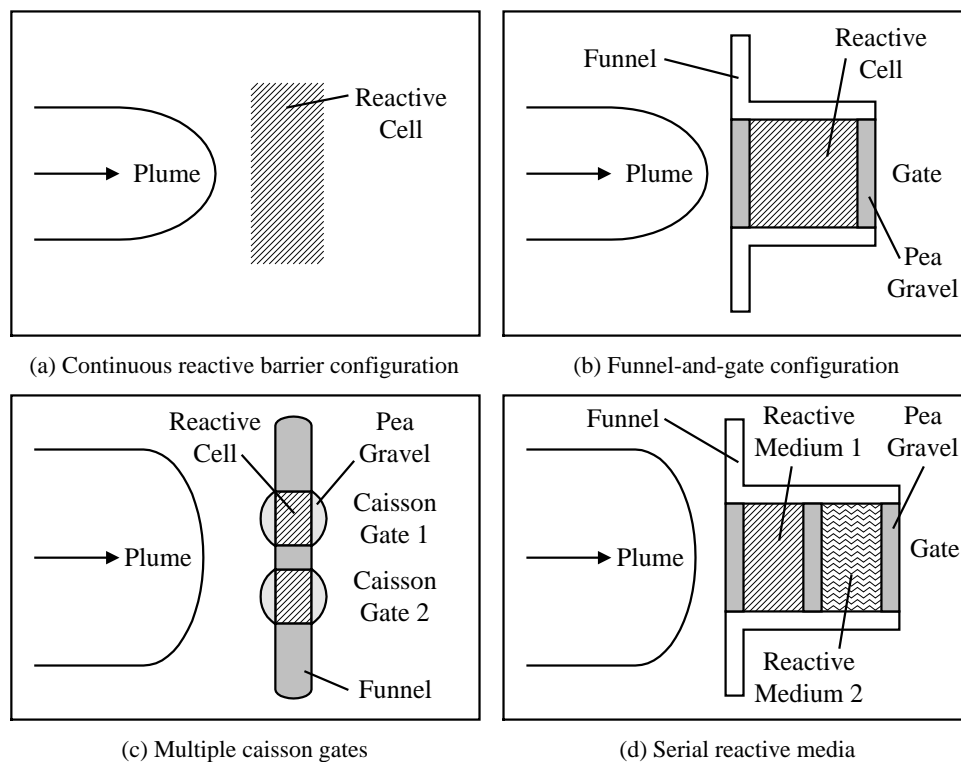 Reactive
Cell
Plume
(a) Continuous reactive barrier configuration
Funnel
Reactive
Cell
Plume
Gate
Pea
Gravel
(b) Funnel-and-gate configuration
Reactive
Cell
Pea
Gravel
Caisson
Gate 1
Plume
Caisson
Gate 2
Funnel
(c) Multiple caisson gates
Funnel
Reactive
Medium 1
Pea
Gravel
Plume
Gate
Reactive
Medium 2
(d) Serial reactive media